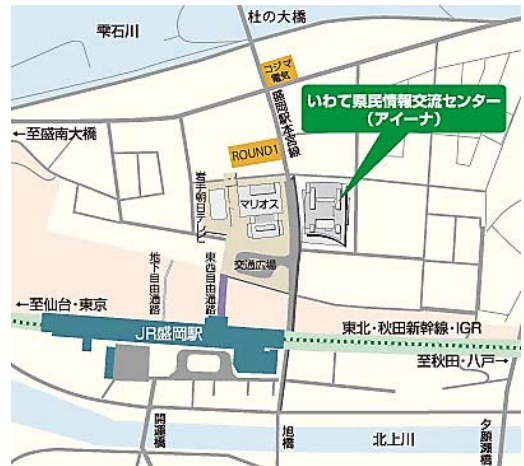 杜の大橋
雫石川
コジマ
電気
盛岡駅本宮線
いわて県民情報交流センター
(アイーナ)
←至盛南大橋
ROUND1
岩手朝日テレビ
マリオス
地下自由通路
東西自由通路
交通広場
←至仙台・東京
JR盛岡駅
東北・秋田新幹線・IGR
至秋田・八戸→
開運橋
旭橋
北上川
夕顔瀬橋